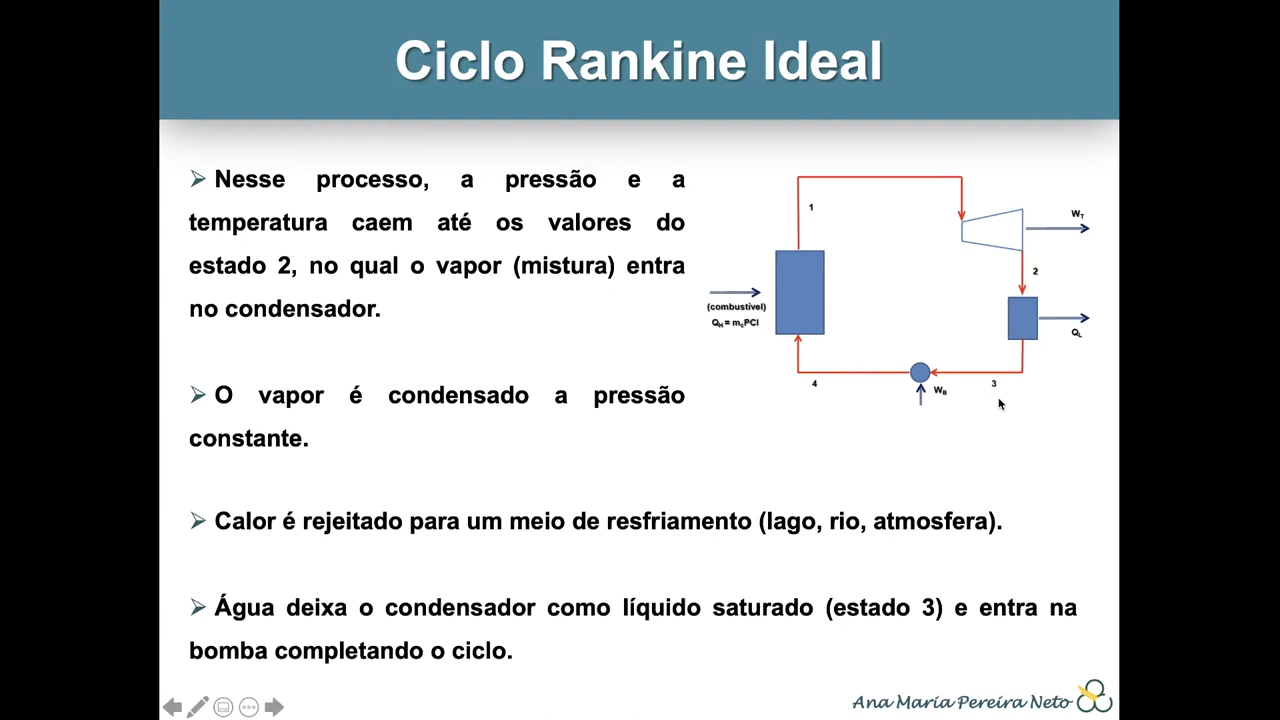 Ciclo Rankine Ideal
➢ Nesse processo, a pressão e a
temperatura caem até os valores do
estado 2, no qual o vapor (mistura) entra
no condensador.
➢ O vapor é condensado a pressão
constante.
➢ Calor é rejeitado para um meio de resfriamento (lago, rio, atmosfera).
➢ Água deixa o condensador como líquido saturado (estado 3) e entra na
bomba completando o ciclo.
1
W_T
2
(combustível)
Q_H = m_cPCI
Q_L
4
W_B
3
Ana Maria Pereira Neto